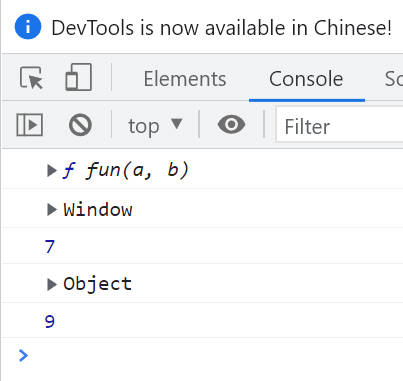 DevTools is now available in Chinese!
Elements Console So
top Filter
ƒ fun(a, b)
Window
7
Object
9